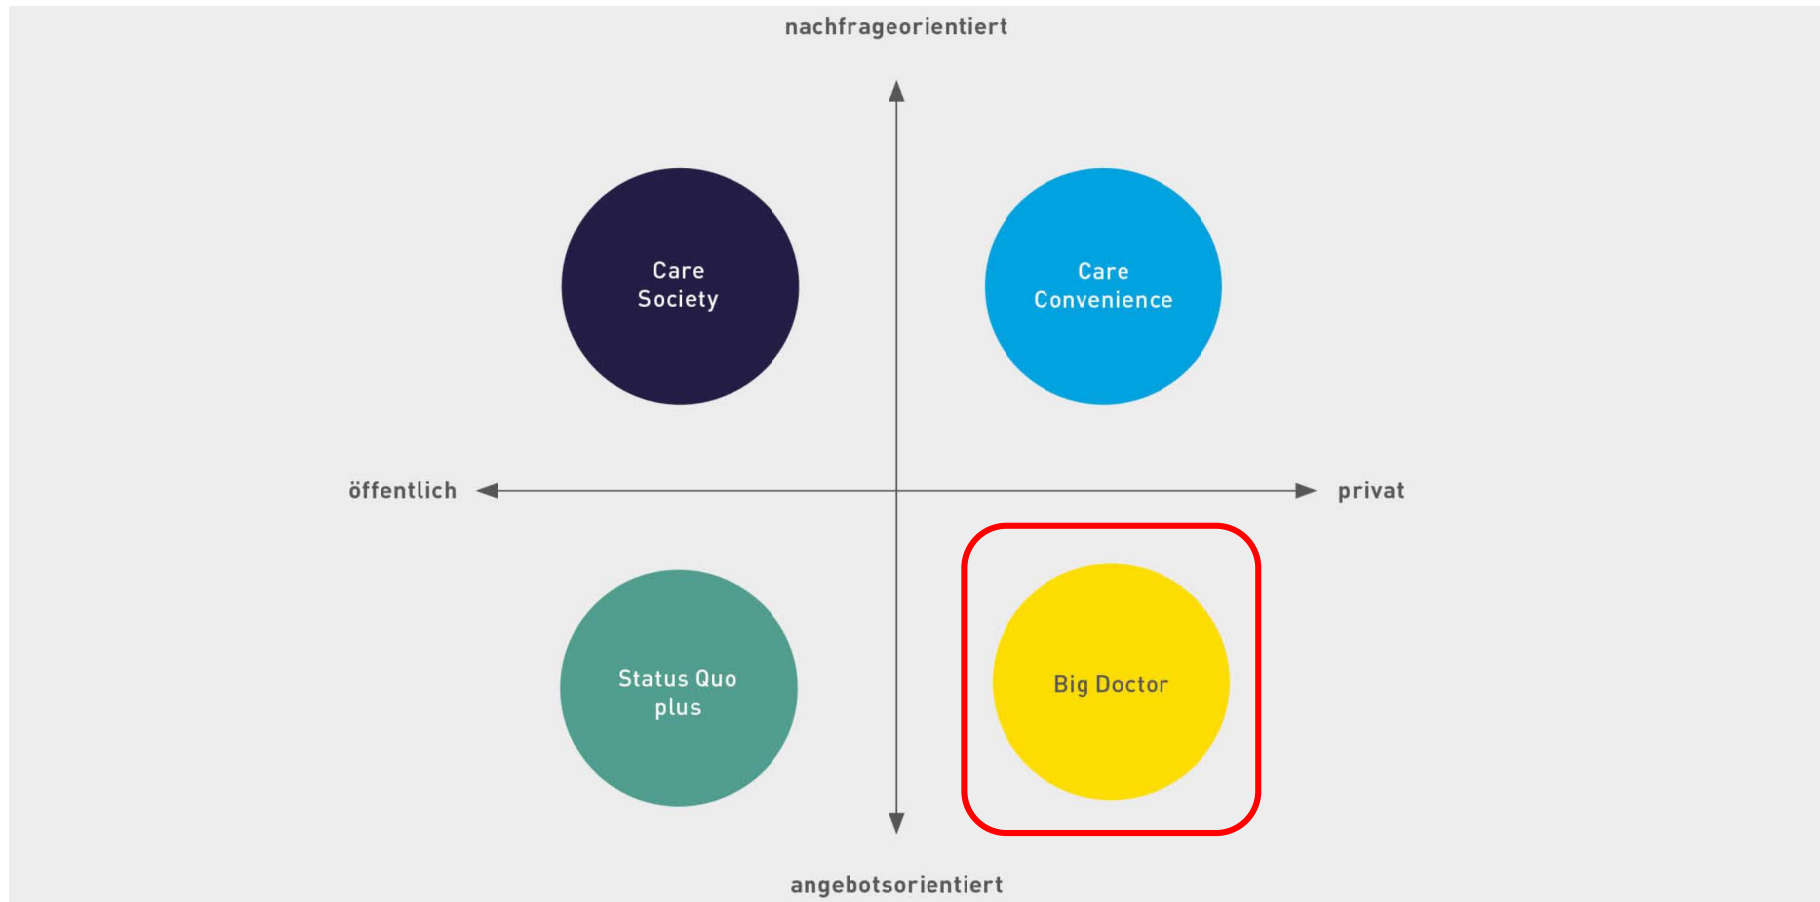 nachfrageorientiert
Care
Society
Care
Convenience
öffentlich
privat
Status Quo
plus
Big Doctor
angebotsorientiert